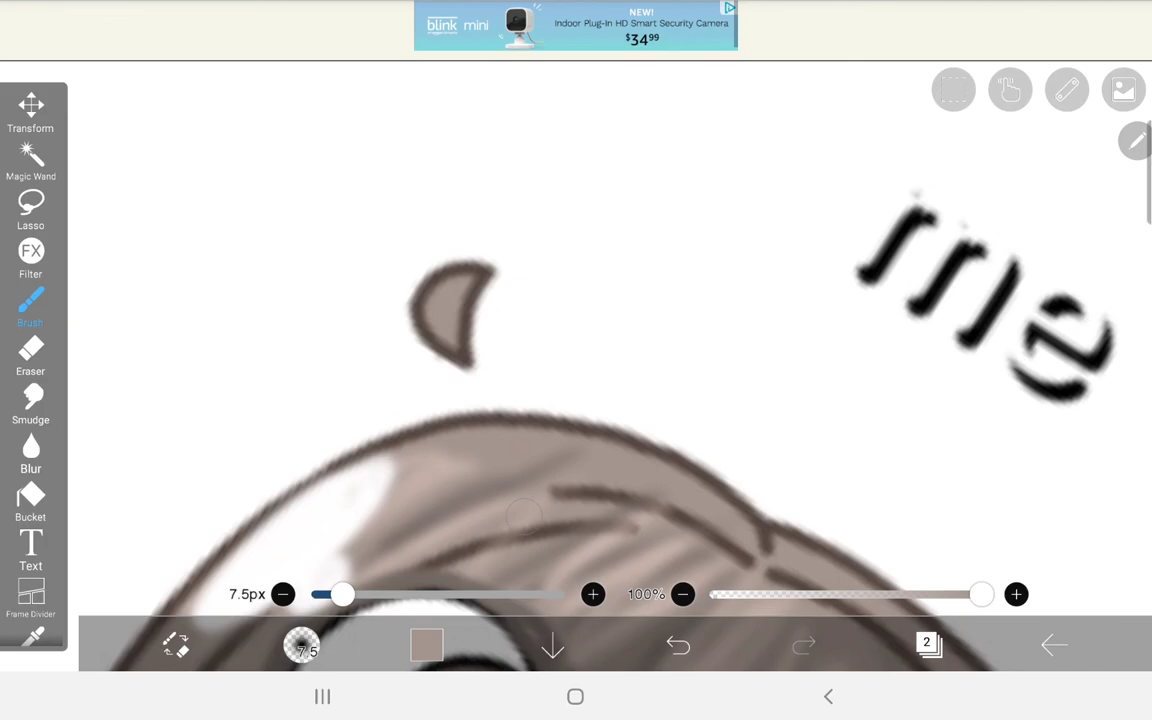 blink mini
NEW!
Indoor Plug-In HD Smart Security Camera
$34.99
Transform
Magic Wand
Lasso
FX
Filter
Brush
Eraser
Smudge
Blur
Bucket
T
Text
Frame Divider
me
7.5px
100%
7.5
2